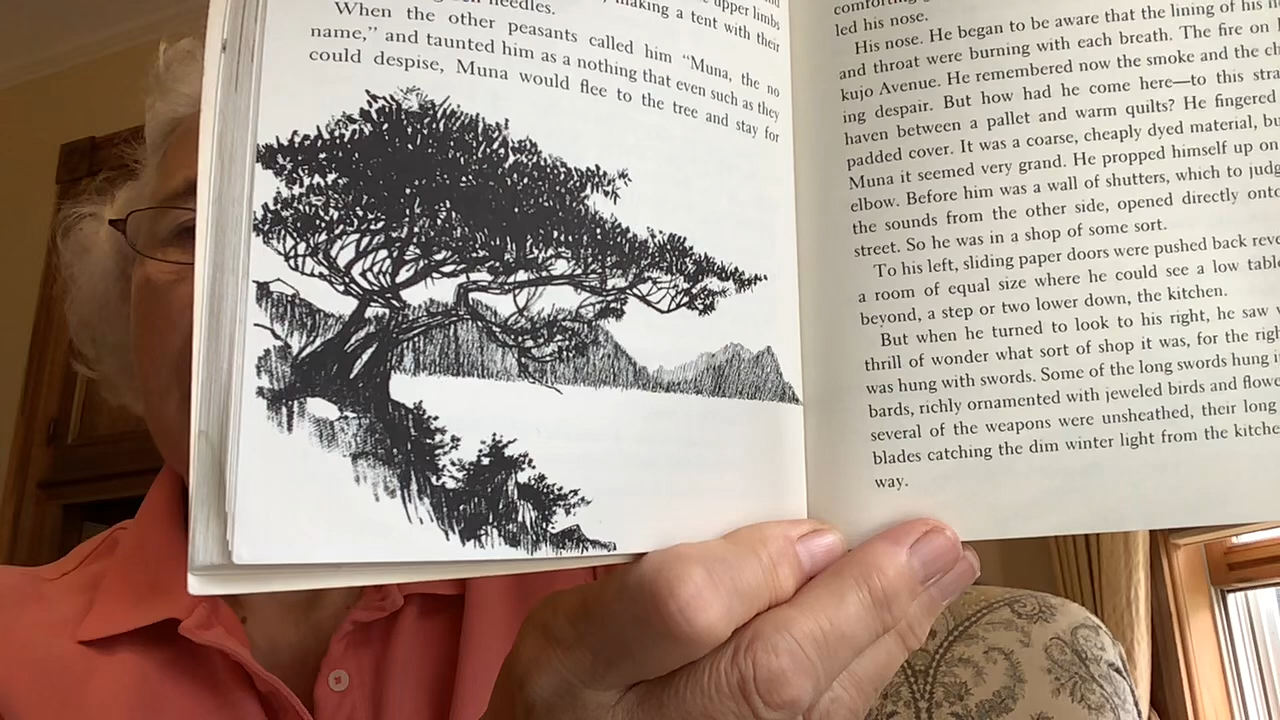 upper limbs
needles.
making a tent with their
When the other peasants called him “Muna, the no
name,” and taunted him as a nothing that even such as they
could despise, Muna would flee to the tree and stay for
led his nose.
His nose. He began to be aware that the lining of his
and throat were burning with each breath. The fire on
kujo Avenue. He remembered now the smoke and the
ing despair. But how had he come here—to this
haven between a pallet and warm quilts? He fingered
padded cover. It was a coarse, cheaply dyed material,
Muna it seemed very grand. He propped himself up on
elbow. Before him was a wall of shutters, which to
the sounds from the other side, opened directly
street. So he was in a shop of some sort.
To his left, sliding paper doors were pushed back
a room of equal size where he could see a low
beyond, a step or two lower down, the kitchen.
But when he turned to look to his right, he saw
thrill of wonder what sort of shop it was, for the
was hung with swords. Some of the long swords hung
bards, richly ornamented with jeweled birds and
several of the weapons were unsheathed, their long
blades catching the dim winter light from the
way.